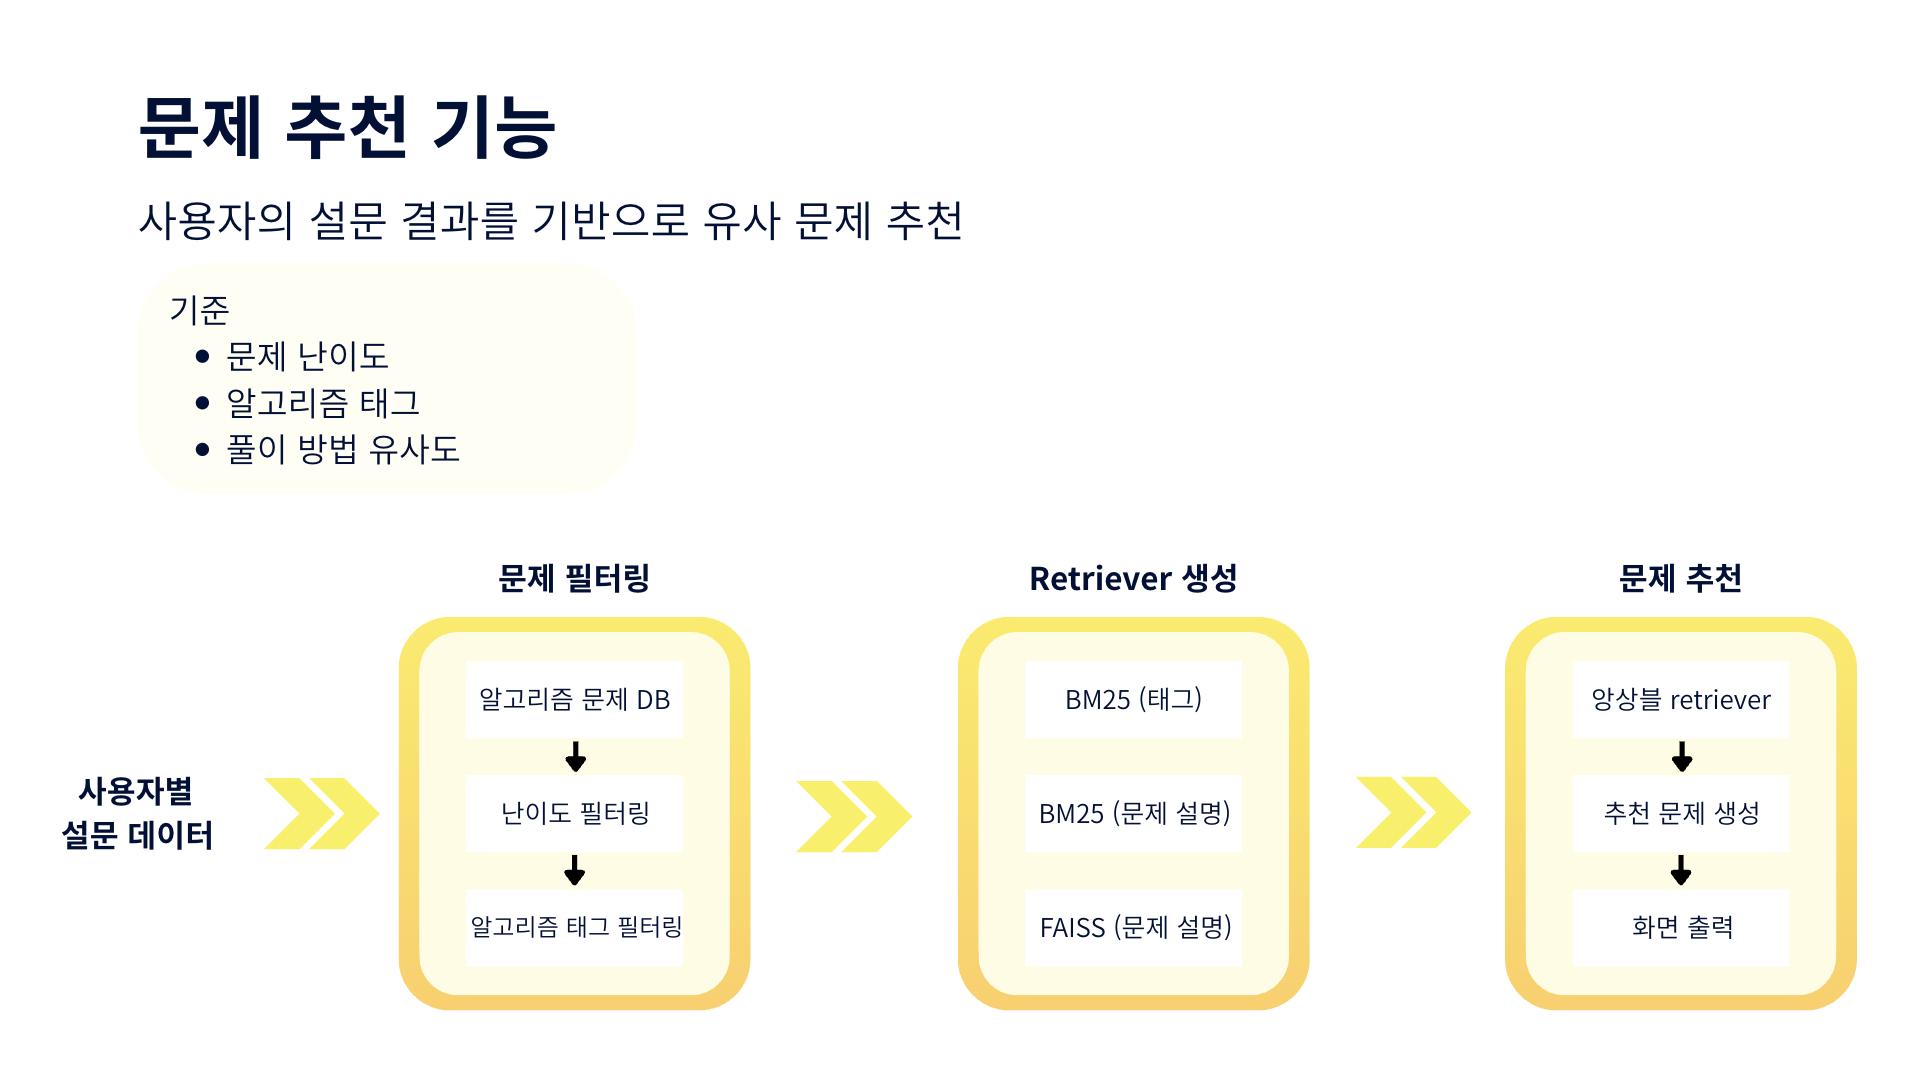 문제 추천 기능
사용자의 설문 결과를 기반으로 유사 문제 추천
기준
문제 난이도
알고리즘 태그
풀이 방법 유사도
사용자별
설문 데이터
문제 필터링
알고리즘 문제 DB
난이도 필터링
알고리즘 태그 필터링
Retriever 생성
BM25 (태그)
BM25 (문제 설명)
FAISS (문제 설명)
문제 추천
앙상블 retriever
추천 문제 생성
화면 출력